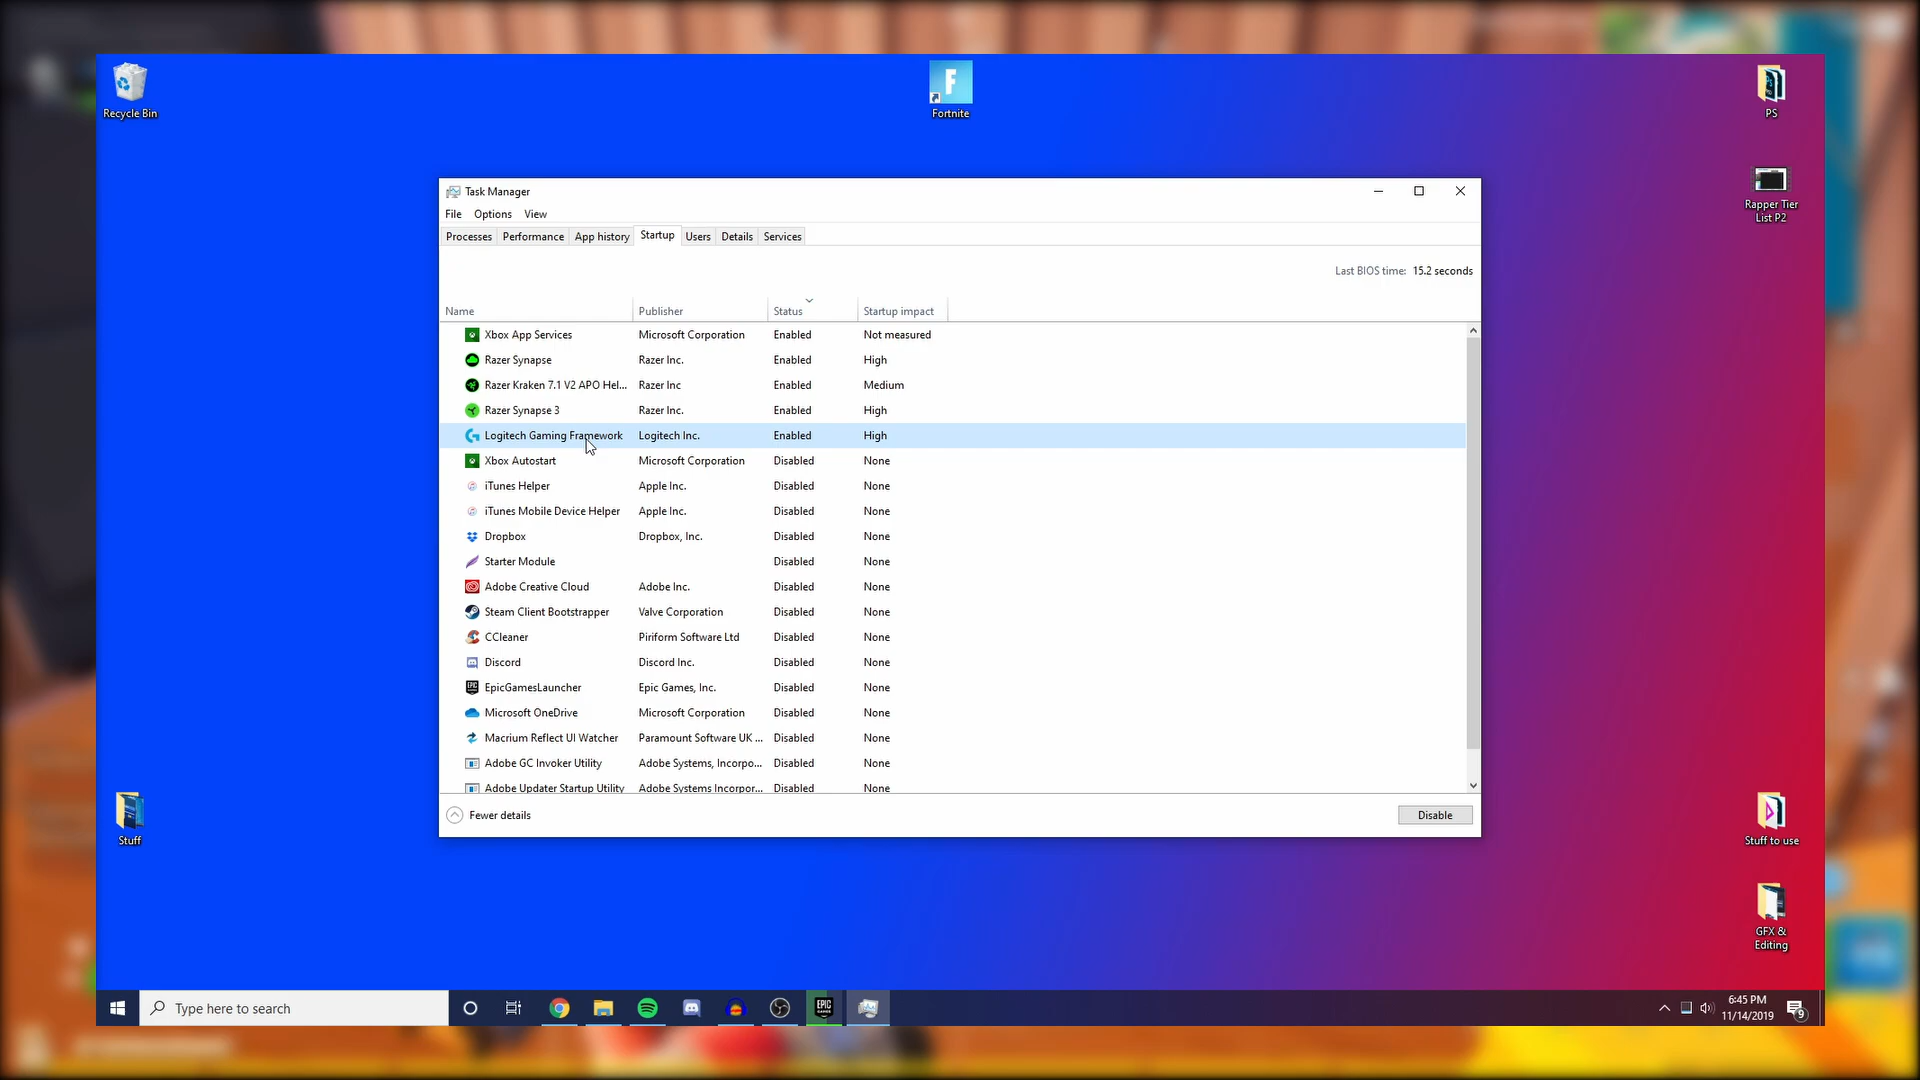 Recycle Bin
F
Fortnite
PS
Rapper Tier
List P2
Task Manager
File Options View
Processes Performance App history Startup Users Details Services
Last BIOS time: 15.2 seconds
Name Publisher Status Startup impact
Xbox App Services Microsoft Corporation Enabled Not measured
Razer Synapse Razer Inc. Enabled High
Razer Kraken 7.1 V2 APO Hel... Razer Inc Enabled Medium
Razer Synapse 3 Razer Inc. Enabled High
Logitech Gaming Framework Logitech Inc. Enabled High
Xbox Autostart Microsoft Corporation Disabled None
iTunes Helper Apple Inc. Disabled None
iTunes Mobile Device Helper Apple Inc. Disabled None
Dropbox Dropbox, Inc. Disabled None
Starter Module Disabled None
Adobe Creative Cloud Adobe Inc. Disabled None
Steam Client Bootstrapper Valve Corporation Disabled None
CCleaner Piriform Software Ltd Disabled None
Discord Discord Inc. Disabled None
EpicGamesLauncher Epic Games, Inc. Disabled None
Microsoft OneDrive Microsoft Corporation Disabled None
Macrium Reflect UI Watcher Paramount Software UK ... Disabled None
Adobe GC Invoker Utility Adobe Systems, Incorpo... Disabled None
Adobe Updater Startup Utility Adobe Systems Incorpor... Disabled None
Fewer details Disable
Stuff
Stuff to use
GFX &
Editing
Type here to search
EPIC
GAMES
6:45 PM
11/14/2019
9